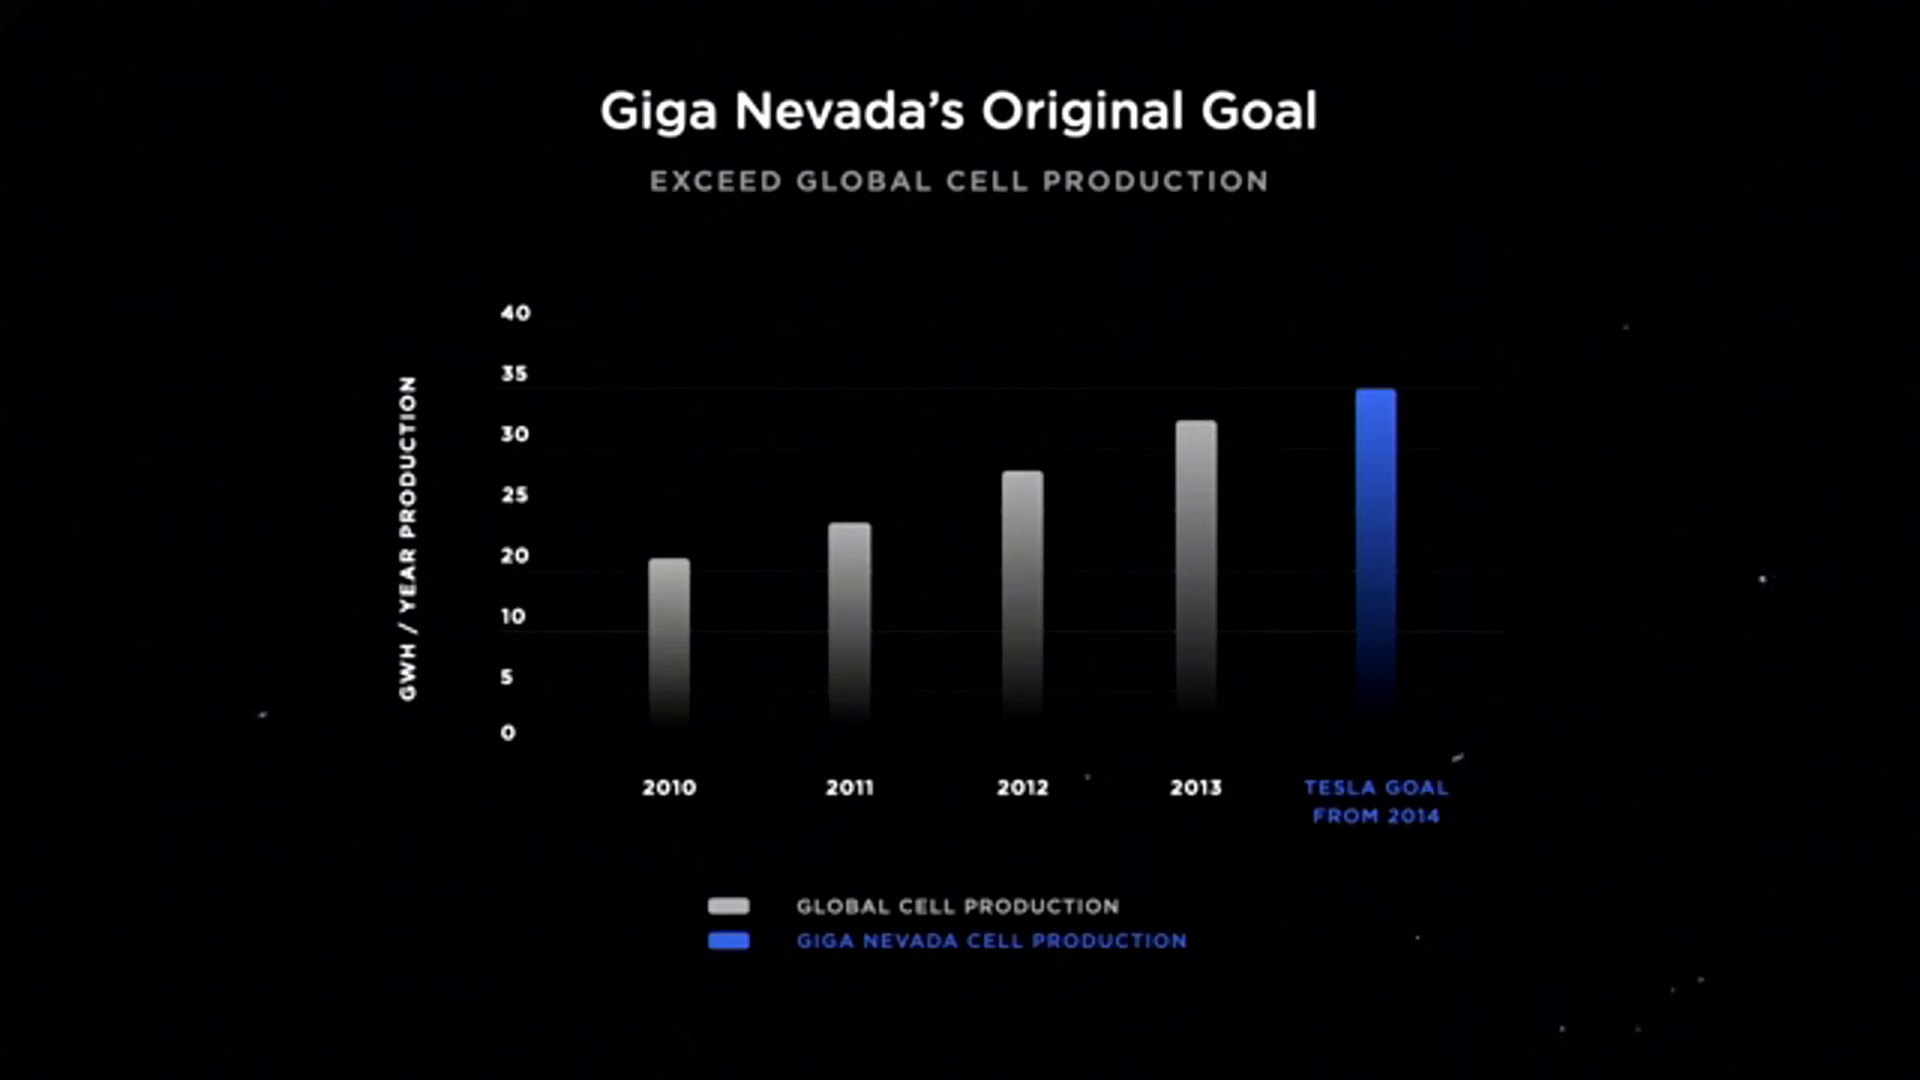 Giga Nevada’s Original Goal
EXCEED GLOBAL CELL PRODUCTION
GWH / YEAR PRODUCTION
40
35
30
25
20
10
5
0
2010
2011
2012
2013
TESLA GOAL
FROM 2014
GLOBAL CELL PRODUCTION
GIGA NEVADA CELL PRODUCTION